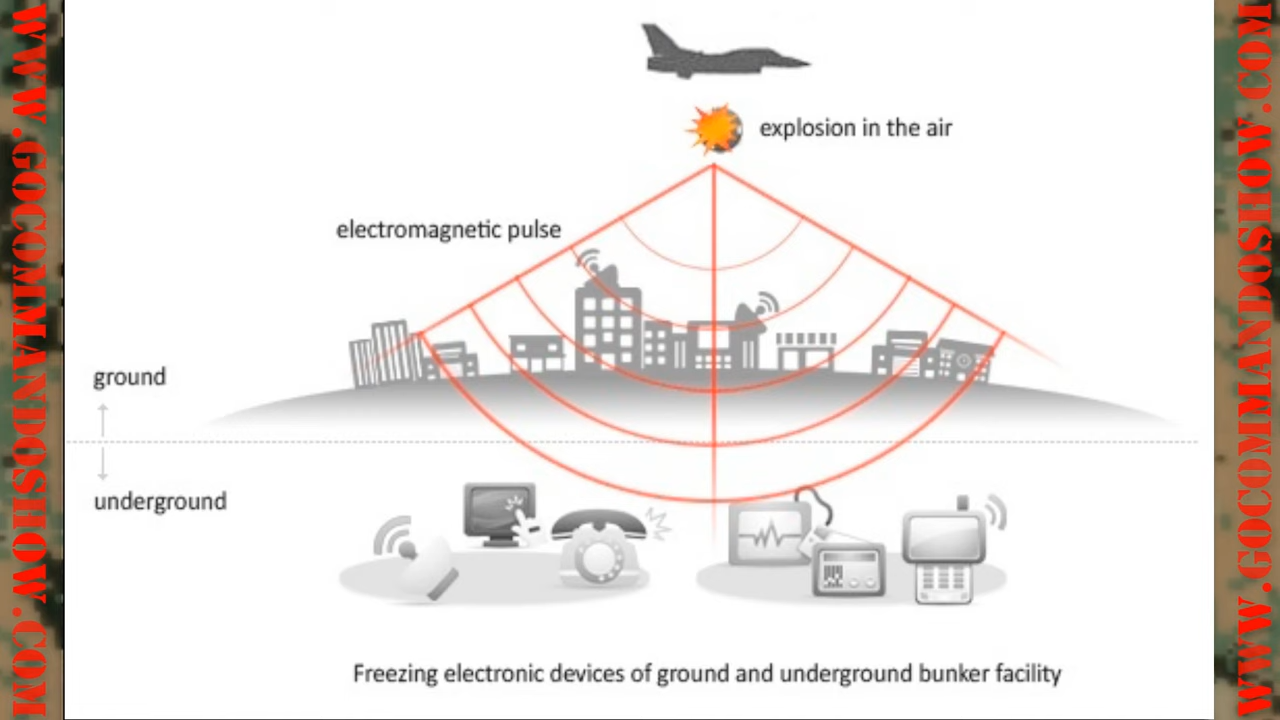 WWW.GOCOMMANDOSHOW.COM
explosion in the air
electromagnetic pulse
ground
underground
Freezing electronic devices of ground and underground bunker facility
WWW.GOCOMMANDOSHOW.COM